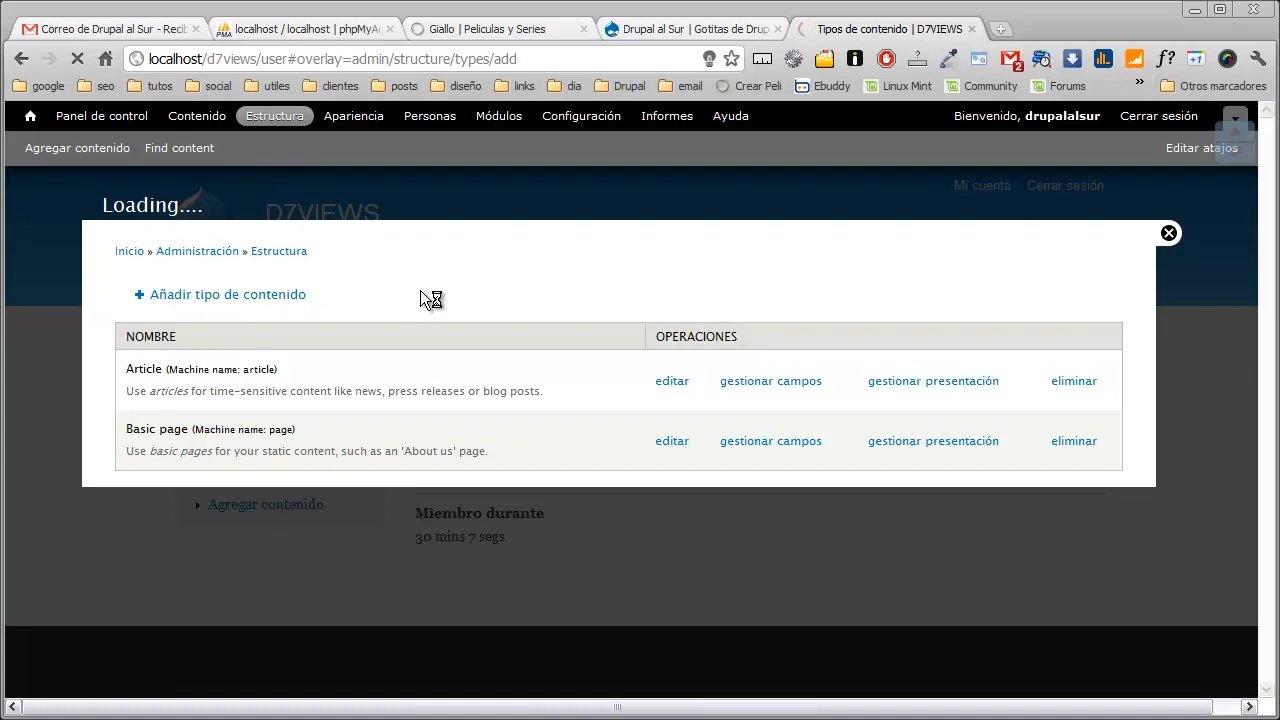 Correo de Drupal al Sur - Recib
localhost / localhost | phpMyAd
Giallo | Peliculas y Series
Drupal al Sur | Gotitas de Drup
Tipos de contenido | D7VIEWS
localhost/d7views/user#overlay=admin/structure/types/add
google
tutos
social
utiles
clientes
posts
diseño
links
dia
Drupal
email
Crear Peli
Ebuddy
Linux Mint
Community
Forums
Otros marcadores
Panel de control
Contenido
Estructura
Apariencia
Personas
Módulos
Configuración
Informes
Ayuda
Bienvenido, drupalalsur
Cerrar sesión
Agregar contenido
Find content
Editar atajos
Mi cuenta
Cerrar sesión
Loading....
D7VIEWS
Inicio » Administración » Estructura
Añadir tipo de contenido
NOMBRE
OPERACIONES
Article (Machine name: article)
Use articles for time-sensitive content like news, press releases or blog posts.
editar
gestionar campos
gestionar presentación
eliminar
Basic page (Machine name: page)
Use basic pages for your static content, such as an 'About us' page.
editar
gestionar campos
gestionar presentación
eliminar
Agregar contenido
Miembro durante
30 mins 7 segs